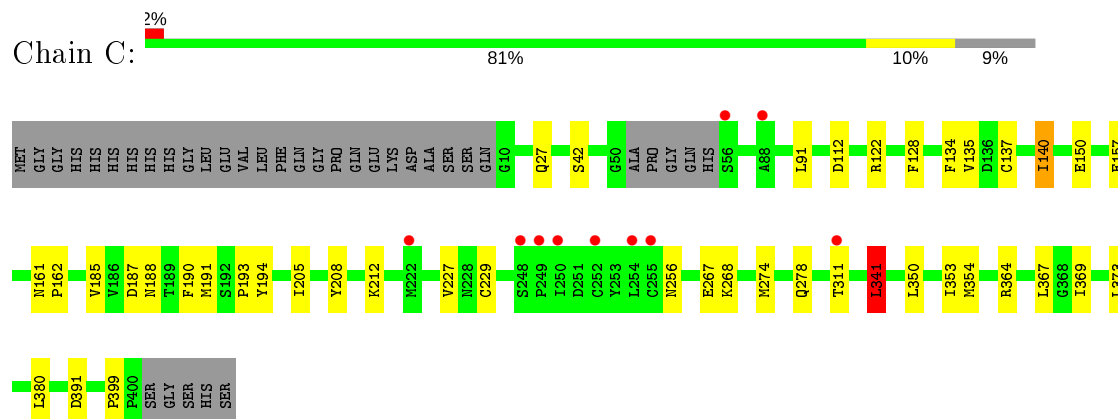 2%
Chain C:
81% 10% 9%
MET GLY GLY HIS HIS HIS HIS HIS HIS GLY LEU GLU VAL LEU PHE GLN GLY PRO GLN GLU LYS ASP ALA SER SER GLN G10 Q27 S42 G50 ALA PRO GLY GLN HIS S56 A88 L91 D112 R122 F128 F134 V135 D136 C137 I140 E150
N161 P162 V185 V186 D187 N188 T189 F190 M191 S192 P193 Y194 I205 Y208 K212 M222 V227 N228 C229 S248 P249 I250 D251 C252 Y253 L254 C255 N256 E267 K268 M274 Q278 T311 L341 L350 I353 M354 R364 L367 G368 I369 L373
L380 D391 P399 P400 SER GLY SER HIS SER